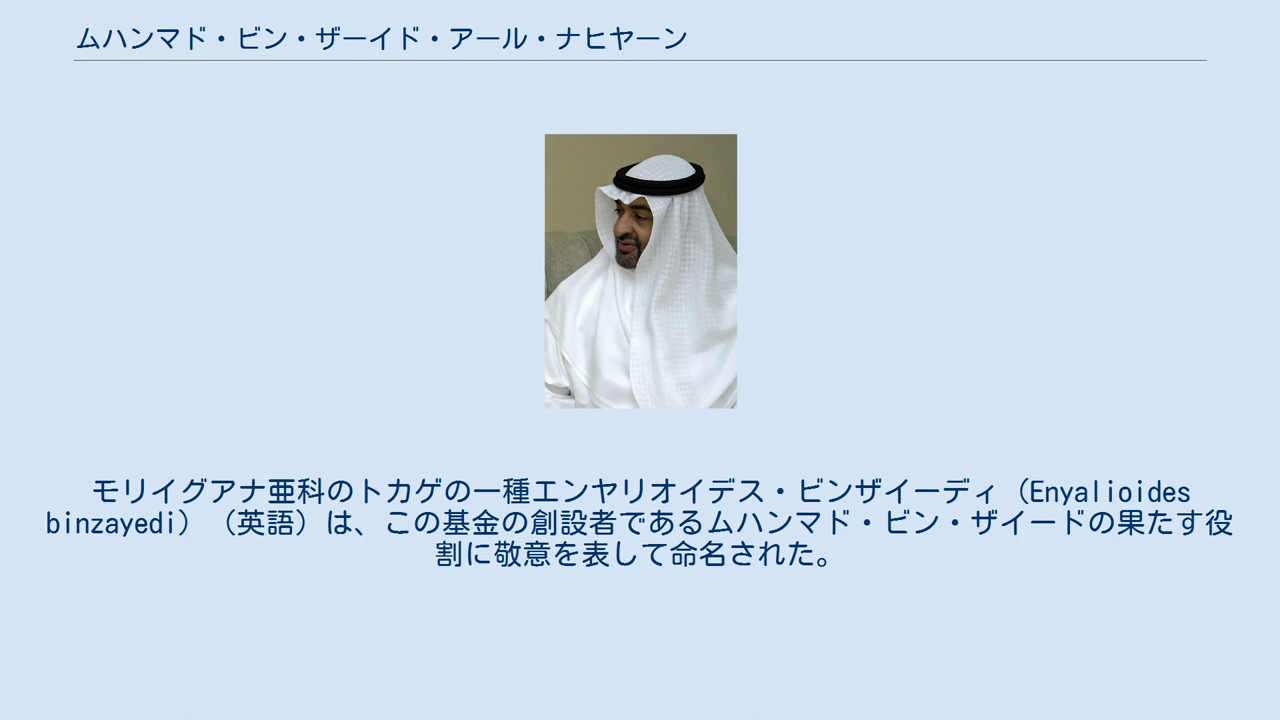 ムハンマド・ビン・ザーイド・アール・ナヒヤーン
モリイグアナ亜科のトカゲの一種エンヤリオイデス・ビンザイーディ（Enyalioides
binzayedi）（英語）は、この基金の創設者であるムハンマド・ビン・ザイードの果たす役
割に敬意を表して命名された。